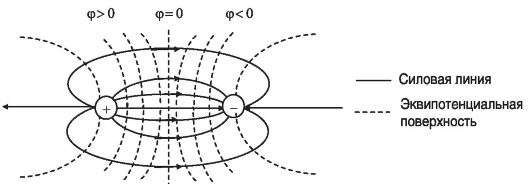 φ> 0 φ= 0 φ< 0
+ −
Силовая линия
Эквипотенциальная
поверхность